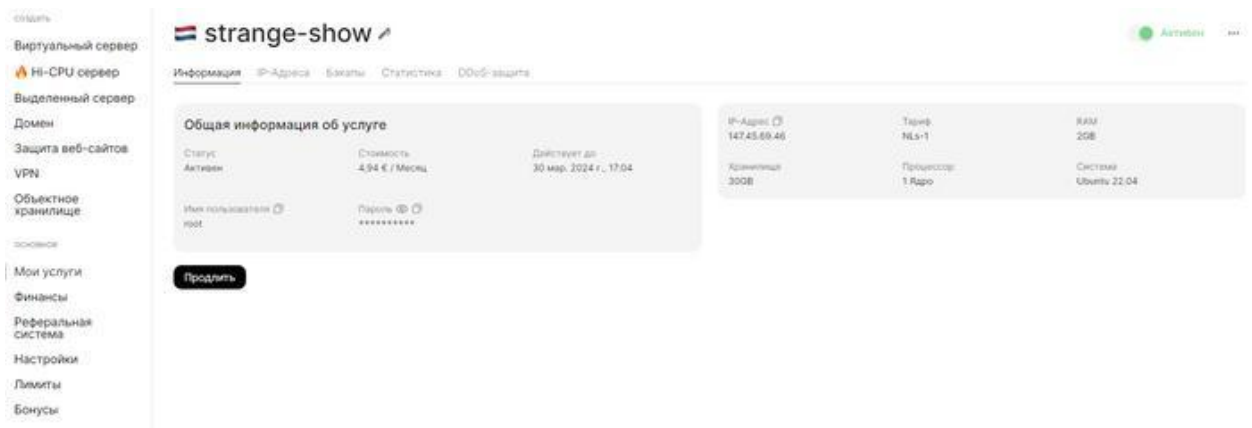 создать
Виртуальный сервер
Hi-CPU сервер
Выделенный сервер
Домен
Защита веб-сайтов
VPN
Объектное
хранилище
основное
Мои услуги
Финансы
Реферальная
система
Настройки
Лимиты
Бонусы
strange-show
Активен
Информация IP-Адреса Бэкапы Статистика DDoS-защита
Общая информация об услуге
Статус Стоимость Действует до
Активен 4,94 € / Месяц 30 мар. 2024 г., 17:04
Имя пользователя Пароль
root **********
Продлить
IP-Адрес Тариф RAM
147.45.69.46 NLs-1 2GB
Хранилище Процессор Система
30GB 1 Ядро Ubuntu 22.04